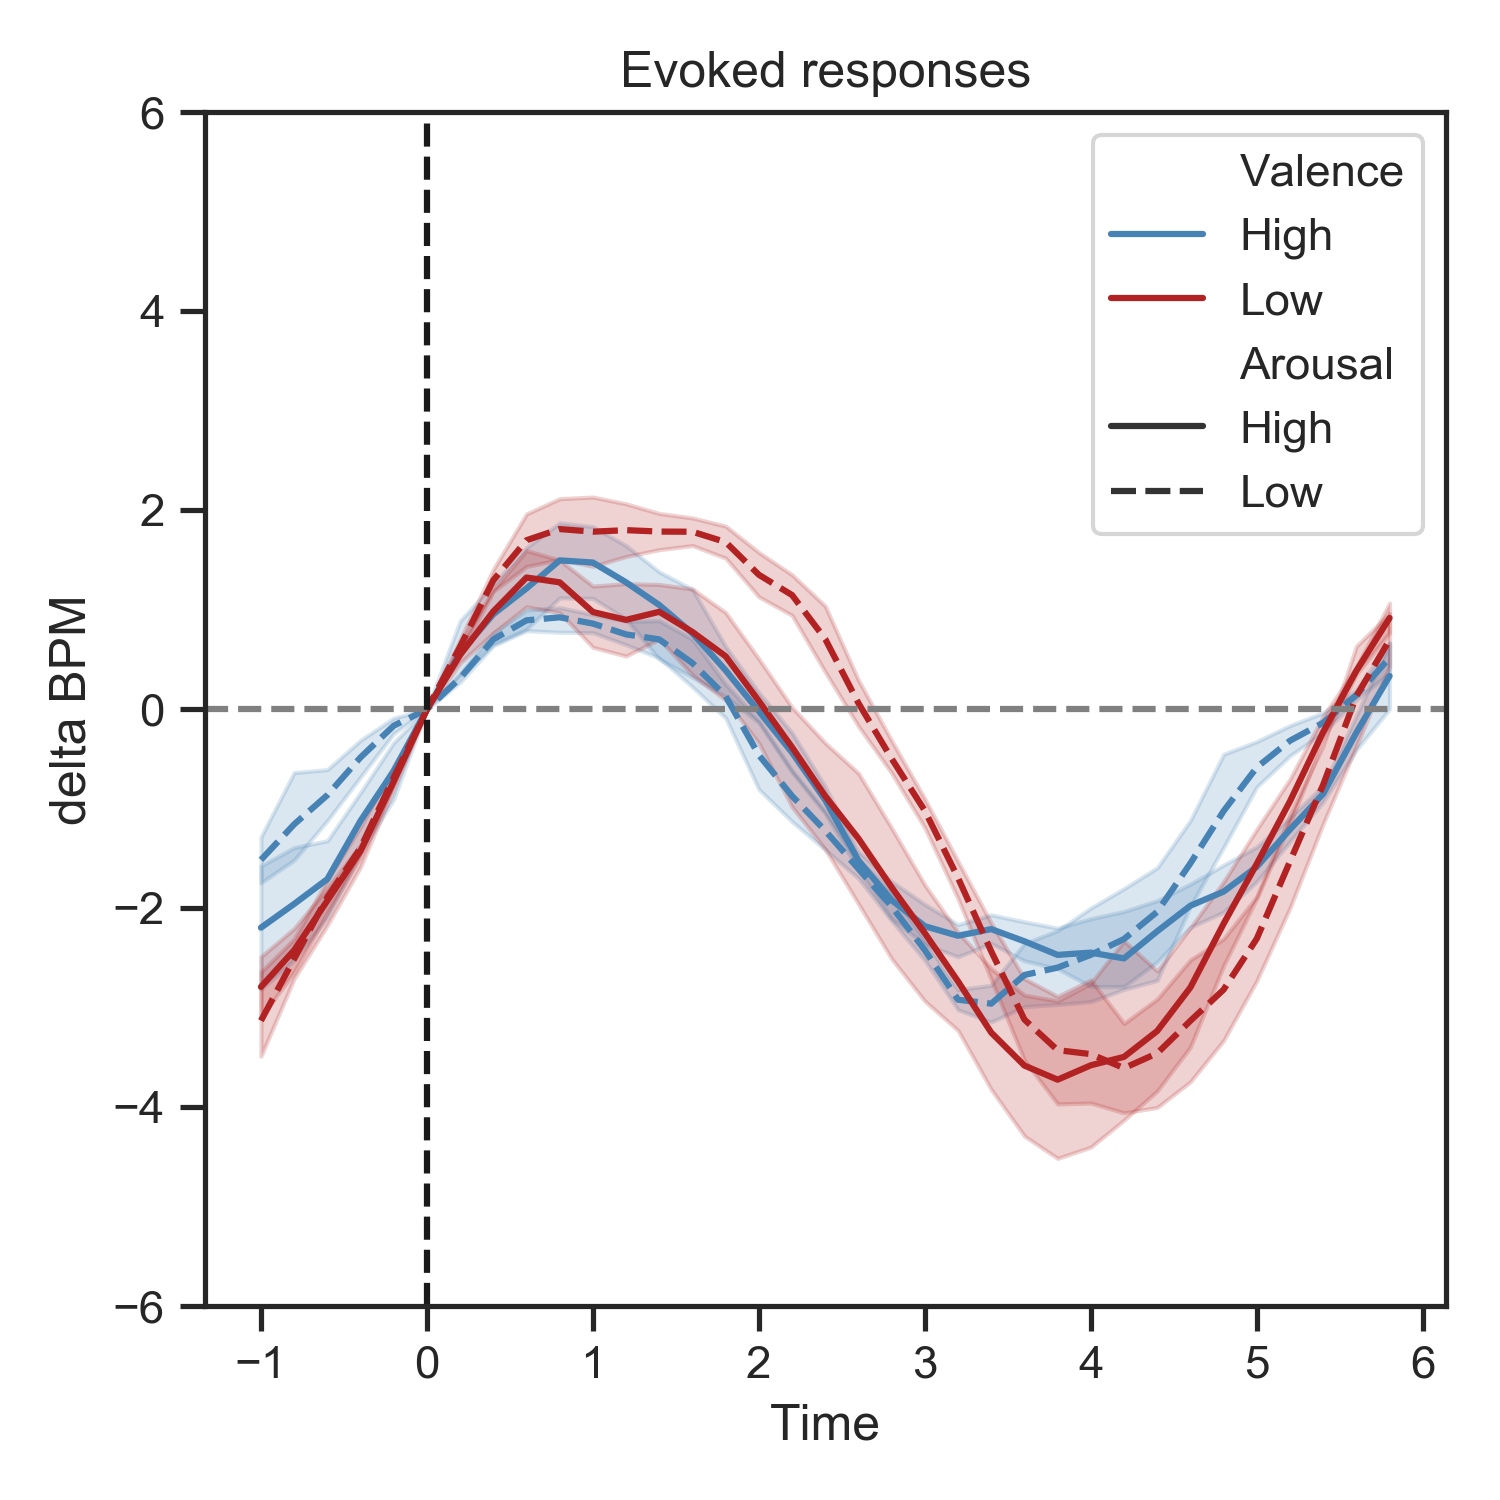 Evoked responses
6
4
2
0
−2
−4
−6
delta BPM
Valence
High
Low
Arousal
High
Low
−1 0 1 2 3 4 5 6
Time